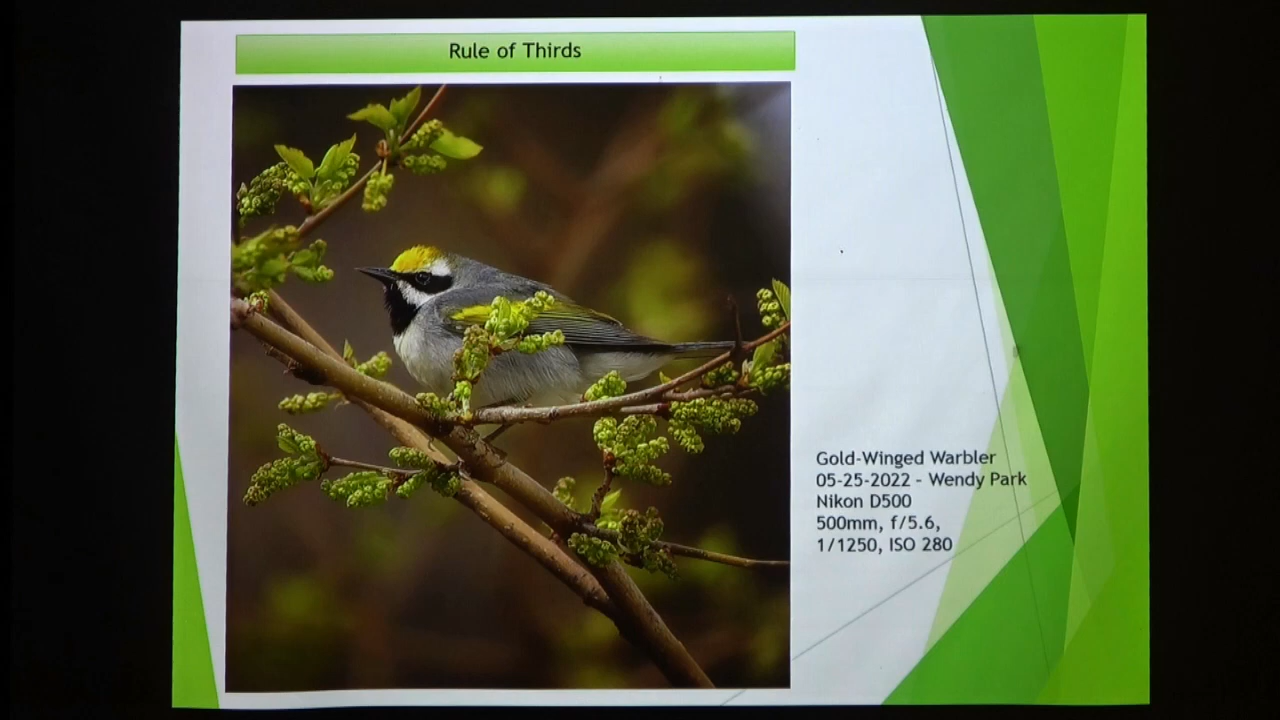 Rule of Thirds
Gold-Winged Warbler
05-25-2022 - Wendy Park
Nikon D500
500mm, f/5.6,
1/1250, ISO 280